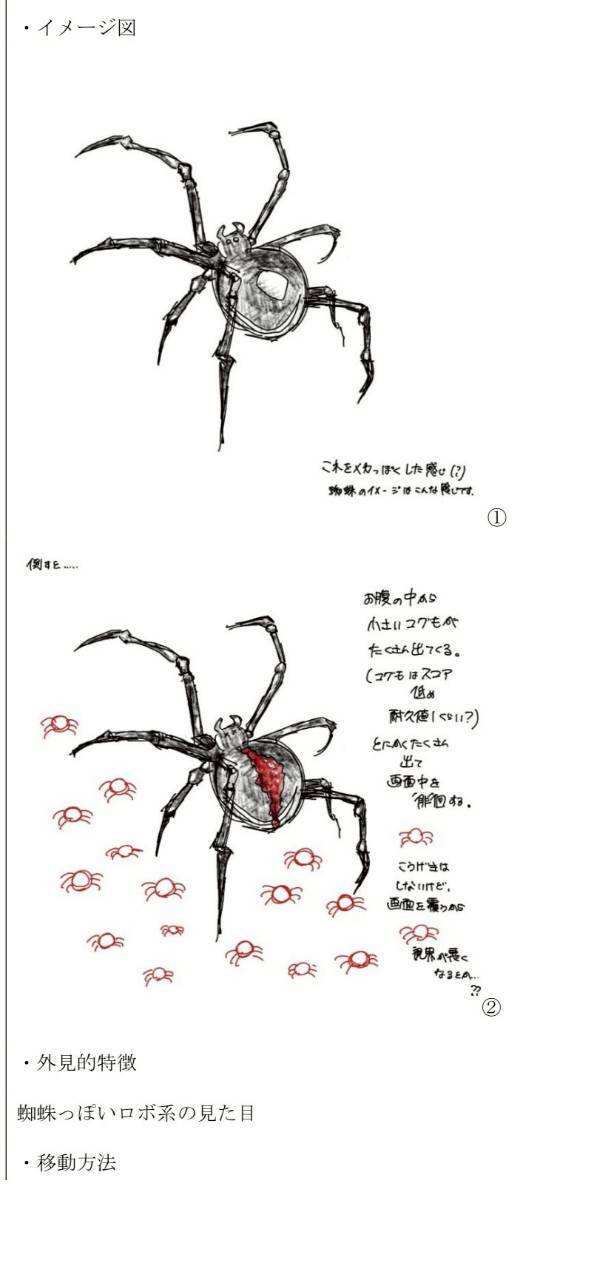 ・イメージ図
これをメカっぽくした感じ(?)
蜘蛛のイメージはこんな感じです。
①
倒すと……
お腹の中から
小さいコグモが
たくさん出てくる。
(コグモはスコア
低め
耐久値1くらい?)
とにかくたくさん
出て
画面中を
徘徊する。
こうげきは
しないけど、
画面を覆うから
視界が悪く
なるとか…
??
②
・外見的特徴
蜘蛛っぽいロボ系の見た目
・移動方法